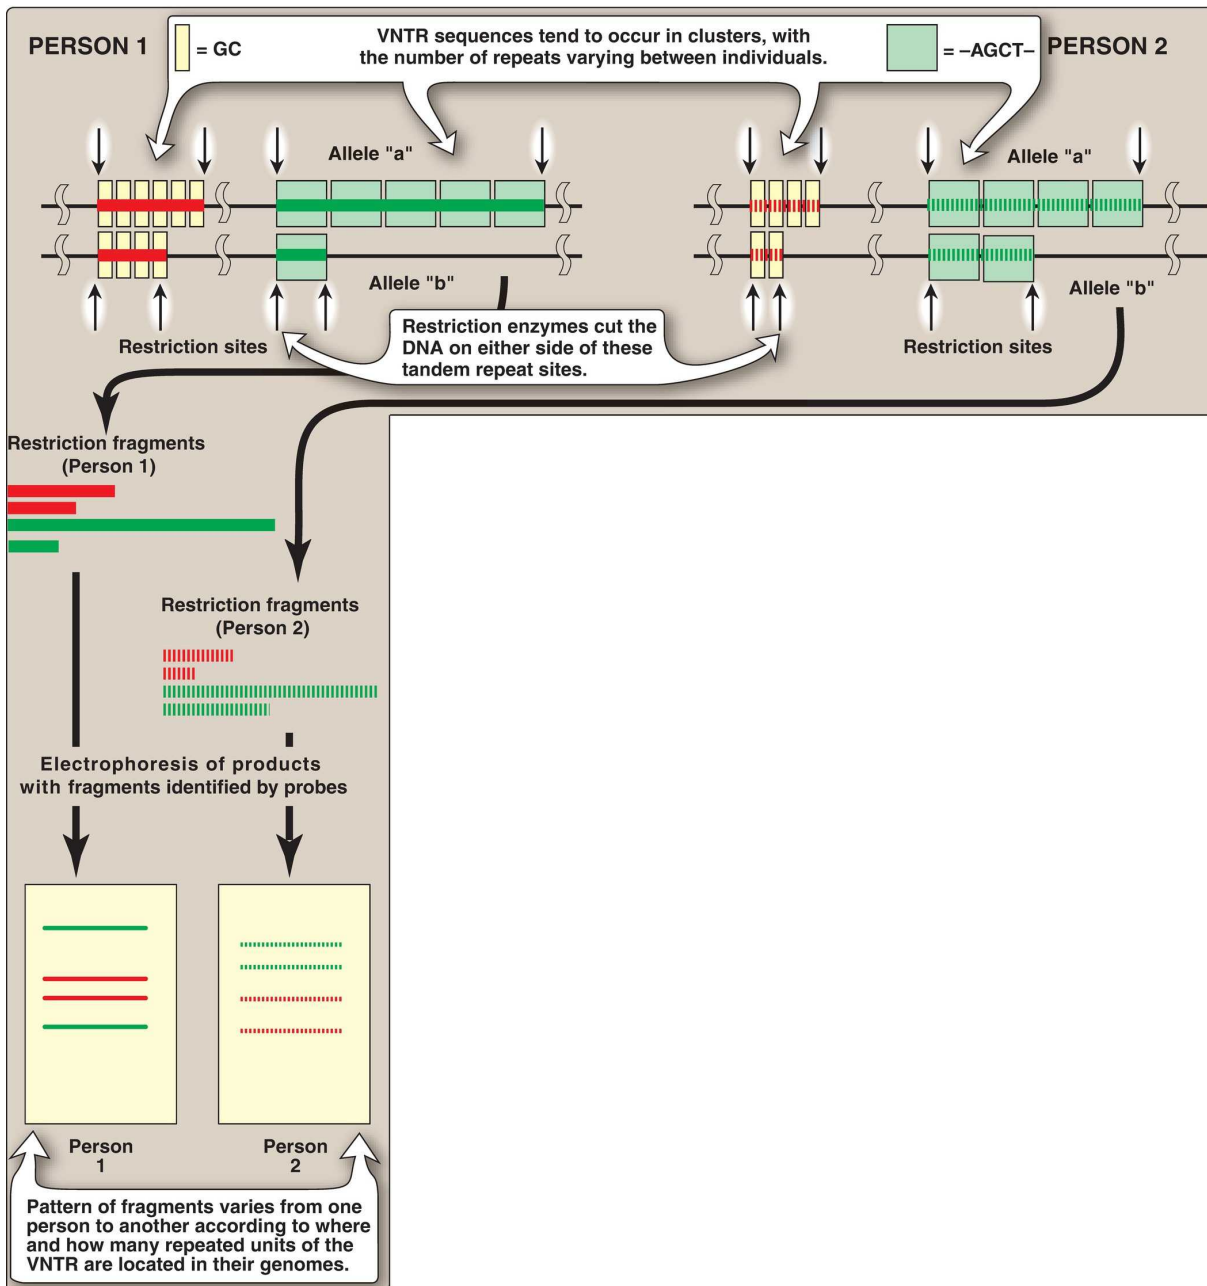 PERSON 1
= GC
VNTR sequences tend to occur in clusters, with
the number of repeats varying between individuals.
= –AGCT–
PERSON 2
Allele "a"
Allele "a"
Allele "b"
Allele "b"
Restriction sites
Restriction enzymes cut the
DNA on either side of these
tandem repeat sites.
Restriction sites
Restriction fragments
(Person 1)
Restriction fragments
(Person 2)
Electrophoresis of products
with fragments identified by probes
Person
1
Person
2
Pattern of fragments varies from one
person to another according to where
and how many repeated units of the
VNTR are located in their genomes.